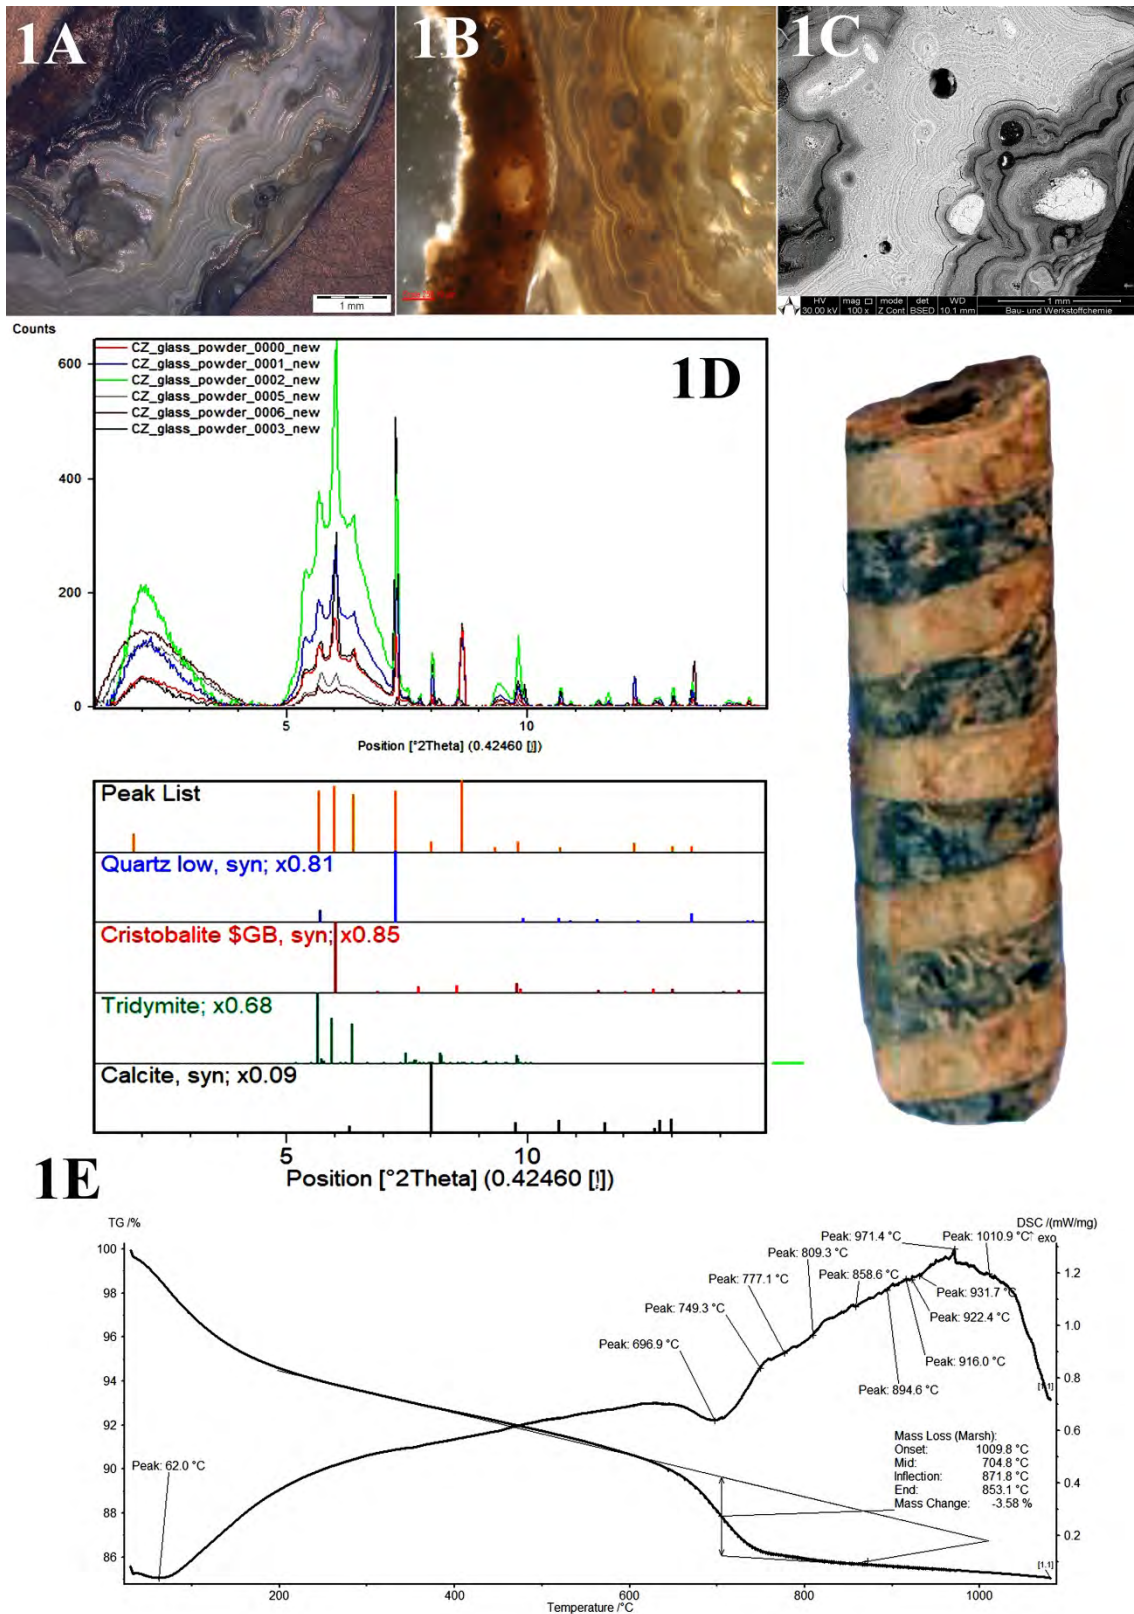 1A
1B
1C
1 mm
HV mag mode det WD 1 mm
30.00 kV 100 x Z Cont BSED 10.1 mm Bau- und Werkstoffchemie
Counts
1D
CZ_glass_powder_0000_new
CZ_glass_powder_0001_new
CZ_glass_powder_0002_new
CZ_glass_powder_0005_new
CZ_glass_powder_0006_new
CZ_glass_powder_0003_new
600
400
200
0
5 10
Position [°2Theta] (0.42460 [])
Peak List
Quartz low, syn; x0.81
Cristobalite $GB, syn; x0.85
Tridymite; x0.68
Calcite, syn; x0.09
5 10
Position [°2Theta] (0.42460 [])
1E
TG /% DSC /(mW/mg)
↑ exo
Peak: 971.4 °C Peak: 1010.9 °C
Peak: 809.3 °C
Peak: 777.1 °C Peak: 858.6 °C
Peak: 931.7 °C
Peak: 749.3 °C Peak: 922.4 °C
Peak: 696.9 °C
Peak: 916.0 °C
Peak: 894.6 °C
Peak: 62.0 °C
Mass Loss (Marsh):
Onset: 1009.8 °C
Mid: 704.8 °C
Inflection: 871.8 °C
End: 853.1 °C
Mass Change: -3.58 %
[1.1]
[1.1]
100
98
96
94
92
90
88
86
1.2
1.0
0.8
0.6
0.4
0.2
200 400 600 800 1000
Temperature /°C